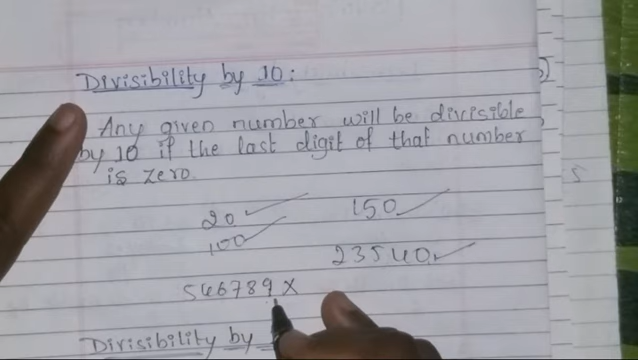 Divisibility by 10:
Any given number will be divisible
by 10 if the last digit of that number
is zero.
20 ✓ 150 ✓
100 ✓ 23540 ✓
546789 X
Divisibility by